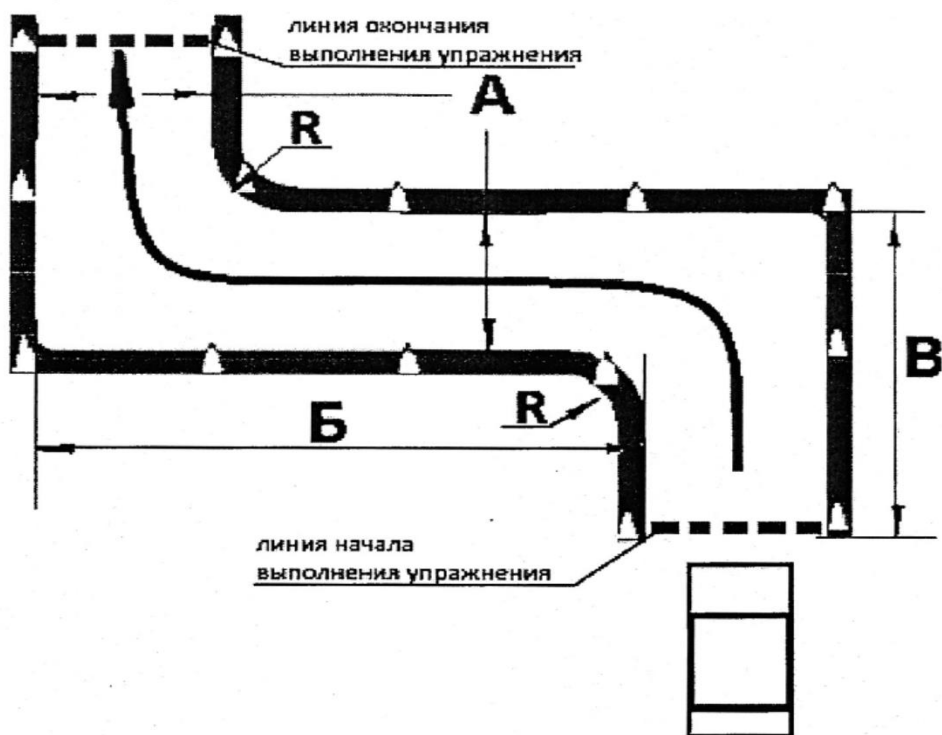 линия окончания
выполнения упражнения
А
R
В
R
Б
линия начала
выполнения упражнения